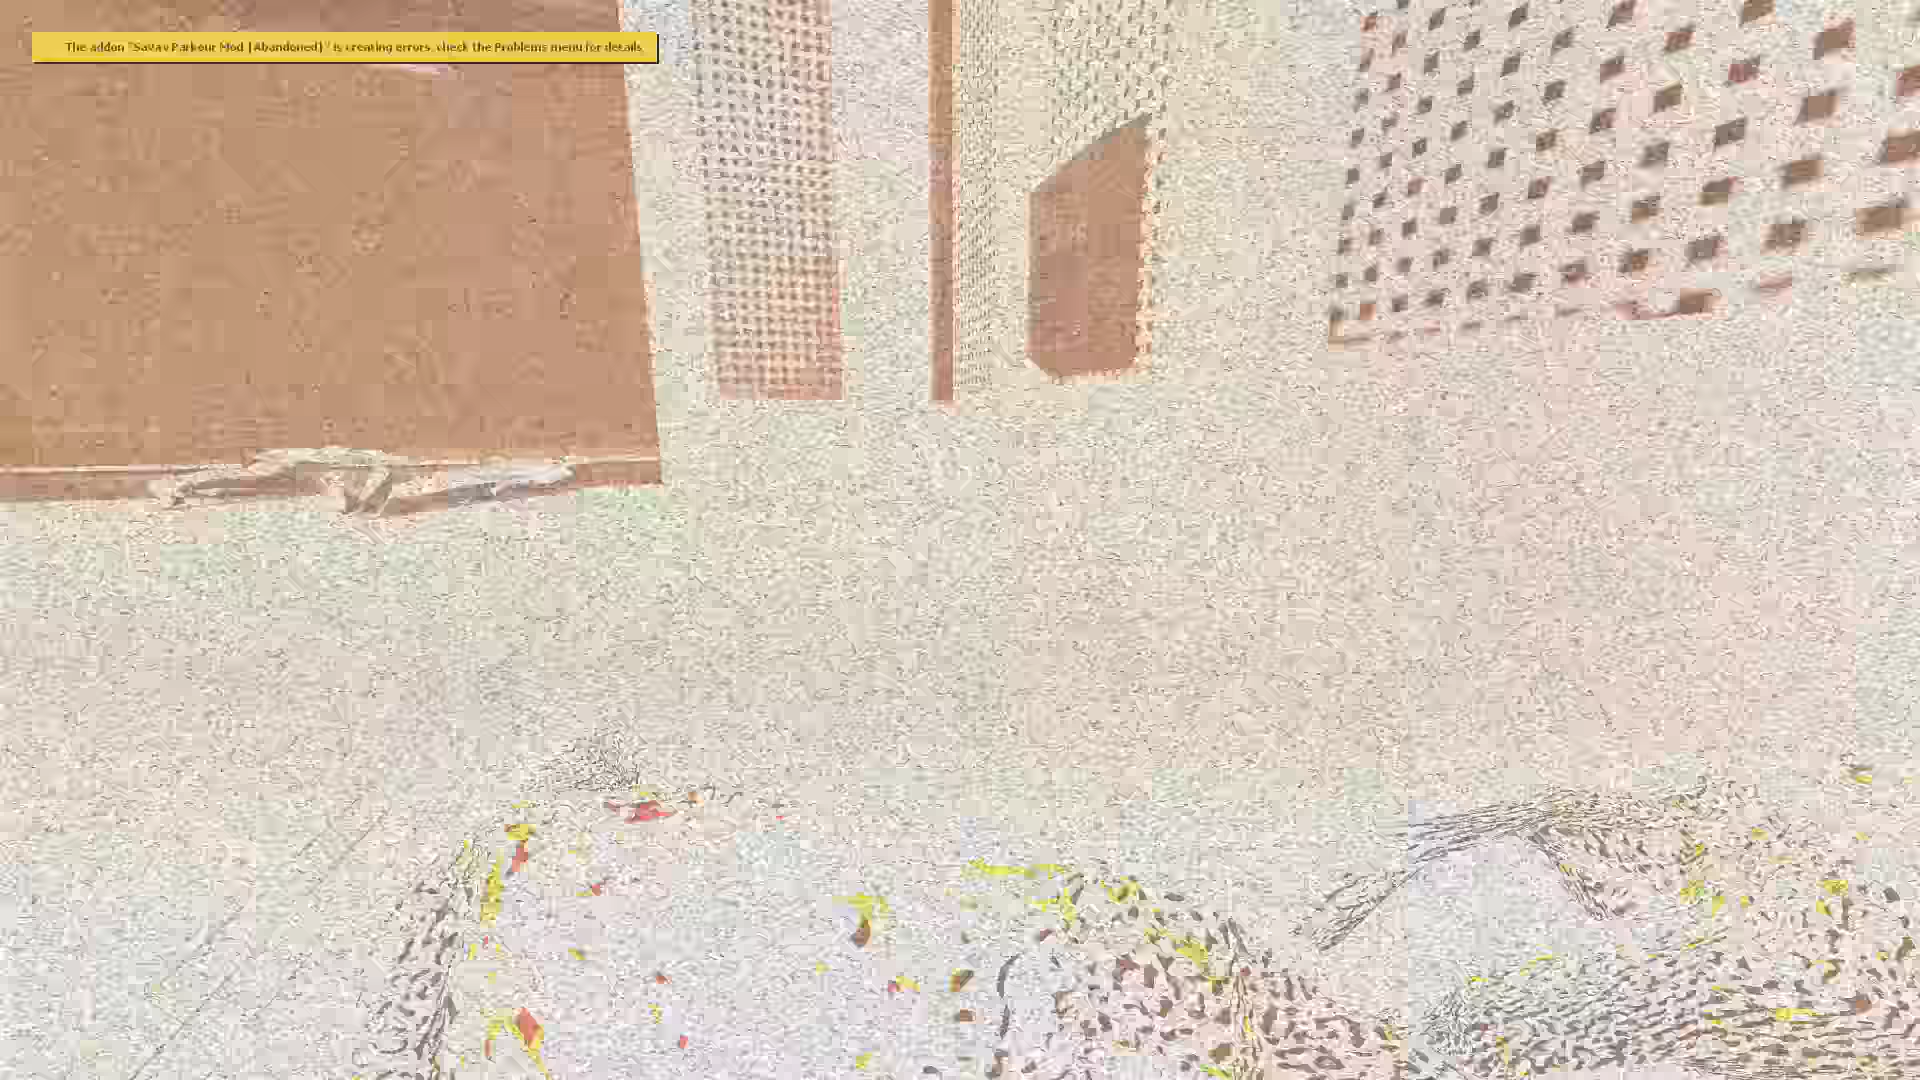 The addon "Savav Parkour Mod [Abandoned]" is creating errors, check the Problems menu for details.